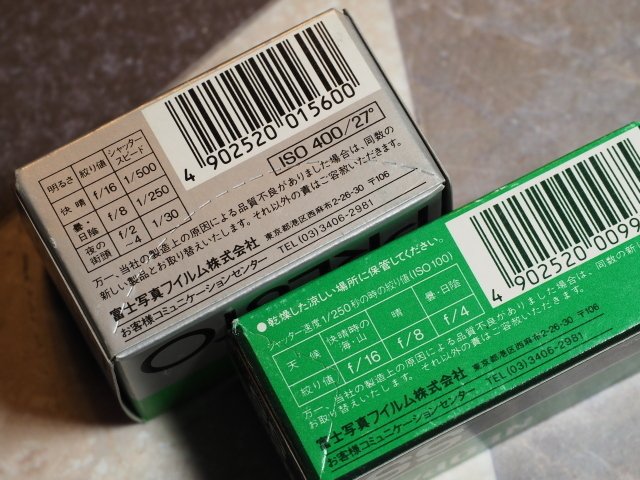 4 902520 015600
ISO 400/27°
明るさ 絞り値 シャッタースピード
快晴 f/16 1/500
曇・日陰 f/8 1/250
夜の街頭 f/2~4 1/30
万一、当社の製造上の原因による品質不良がありました場合は、同数の
新しい製品とお取り替えいたします。それ以外の責はご容赦いただきます。
富士写真フイルム株式会社 東京都港区西麻布2-26-30 〒106
お客様コミュニケーションセンター TEL(03)3406-2981
4 902520 0099
●乾燥した涼しい場所に保管してください。
シャッター速度1/250秒の時の絞り値(ISO100)
天候 快晴時の海・山 晴 曇・日陰
絞り値 f/16 f/8 f/4
万一、当社の製造上の原因による品質不良がありました場合は、同数の新
お取り替えいたします。それ以外の責はご容赦いただきます。
富士写真フイルム株式会社 東京都港区西麻布2-26-30 〒106
お客様コミュニケーションセンター TEL(03)3406-2981